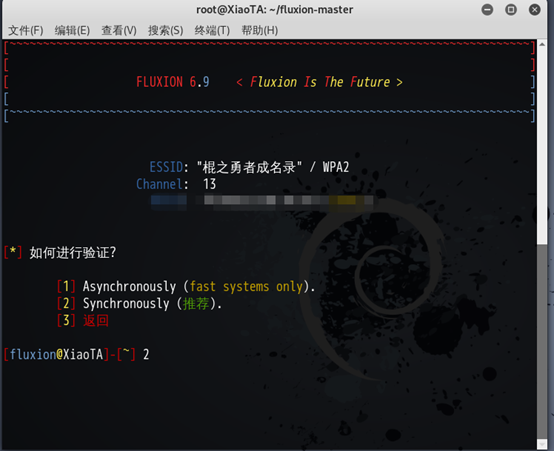 root@XiaoTA: ~/fluxion-master
文件(F) 编辑(E) 查看(V) 搜索(S) 终端(T) 帮助(H)
[~~~~~~~~~~~~~~~~~~~~~~~~~~~~~~~~~~~~~~~~~~~~~~~~~~~~~~~~~~~~~~~~~~~~~~~~~~~~~~]
[ ]
[ FLUXION 6.9 < Fluxion Is The Future > ]
[ ]
[~~~~~~~~~~~~~~~~~~~~~~~~~~~~~~~~~~~~~~~~~~~~~~~~~~~~~~~~~~~~~~~~~~~~~~~~~~~~~~]
ESSID: "棍之勇者成名录" / WPA2
Channel: 13
[*] 如何进行验证?
[1] Asynchronously (fast systems only).
[2] Synchronously (推荐).
[3] 返回
[fluxion@XiaoTA]-[~] 2